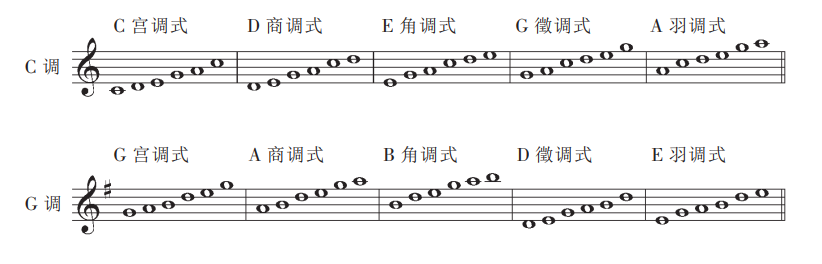 C 宫调式 D 商调式 E 角调式 G 徵调式 A 羽调式
C 调
G 宫调式 A 商调式 B 角调式 D 徵调式 E 羽调式
G 调